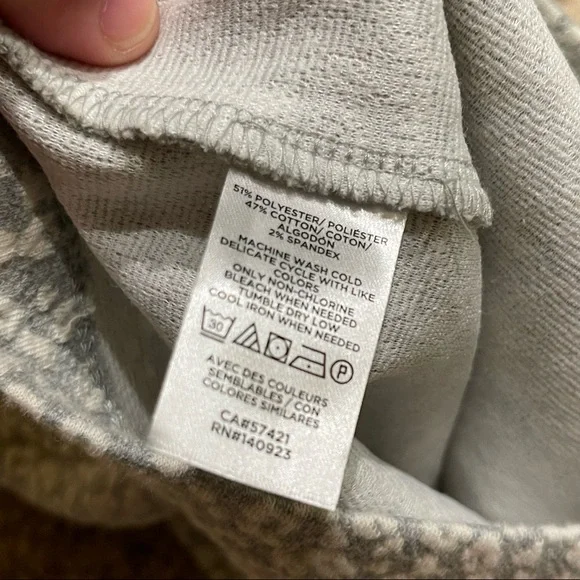 51% POLYESTER/ POLIÉSTER
47% COTTON/ COTON/
ALGODÓN
2% SPANDEX
MACHINE WASH COLD
DELICATE CYCLE WITH LIKE
COLORS
ONLY NON-CHLORINE
BLEACH WHEN NEEDED
TUMBLE DRY LOW
COOL IRON WHEN NEEDED
30 P
AVEC DES COULEURS
SEMBLABLES / CON
COLORES SIMILARES
CA#57421
RN#140923